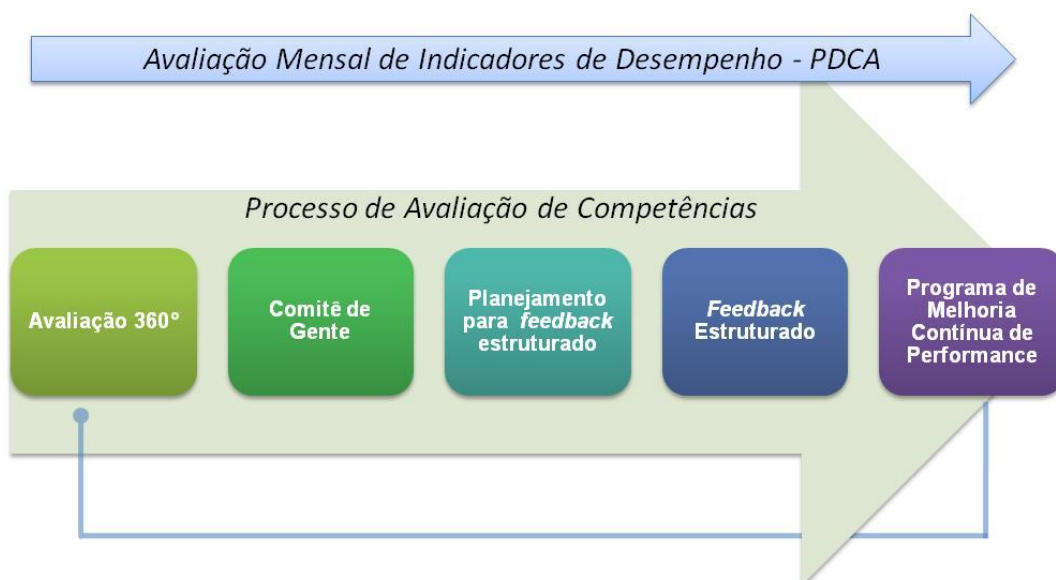 Avaliação Mensal de Indicadores de Desempenho - PDCA
Processo de Avaliação de Competências
Avaliação 360°
Comitê de
Gente
Planejamento
para feedback
estruturado
Feedback
Estruturado
Programa de
Melhoria
Contínua de
Performance